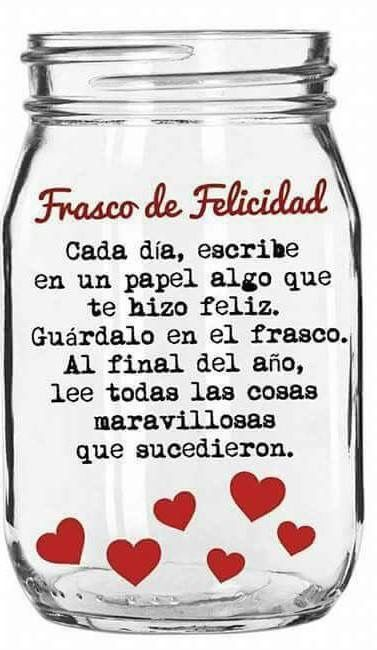 Frasco de Felicidad
Cada día, escribe
en un papel algo que
te hizo feliz.
Guárdalo en el frasco.
Al final del año,
lee todas las cosas
maravillosas
que sucedieron.